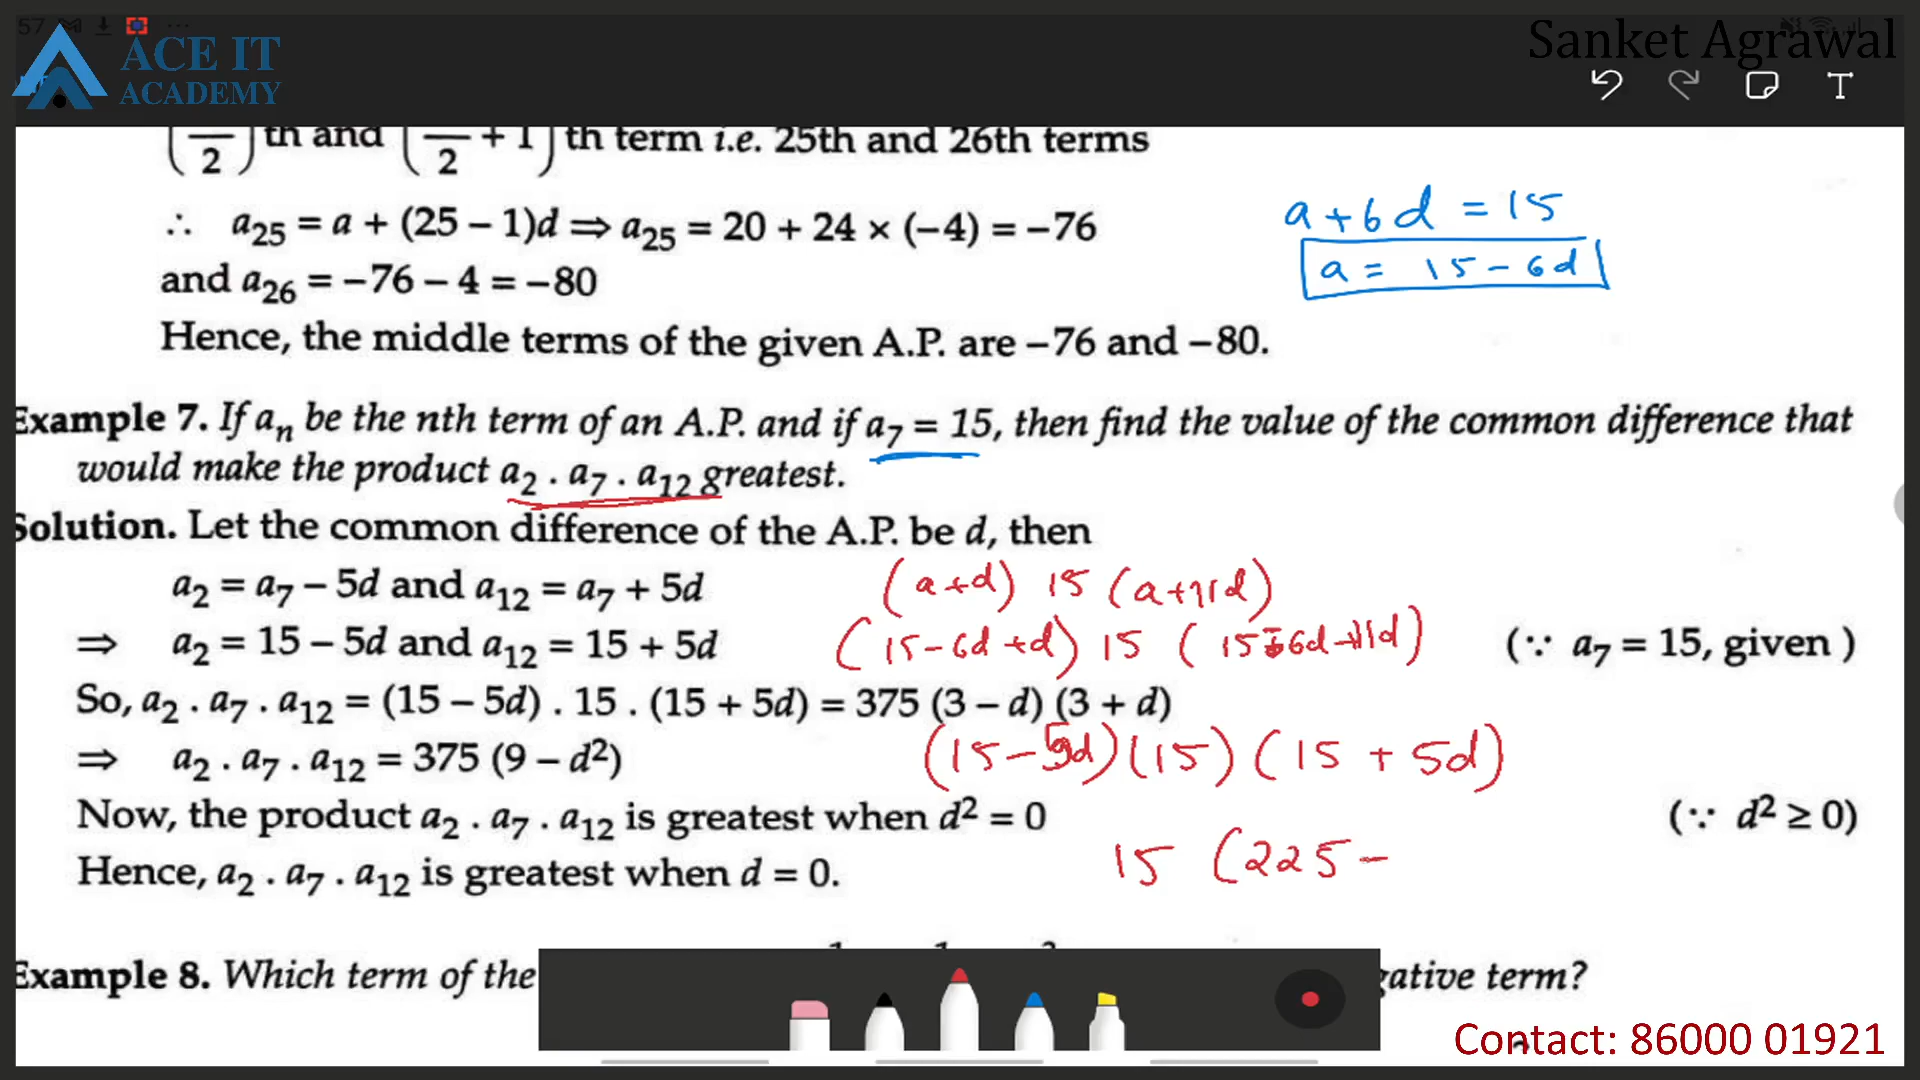 57
ACE IT
ACADEMY
Sanket Agrawal
T
(‾/2)th and (‾/2 + 1)th term i.e. 25th and 26th terms
∴ a25 = a + (25 – 1)d ⇒ a25 = 20 + 24 × (–4) = –76
and a26 = –76 – 4 = –80
Hence, the middle terms of the given A.P. are –76 and –80.
a + 6d = 15
a = 15 – 6d
Example 7. If an be the nth term of an A.P. and if a7 = 15, then find the value of the common difference that
would make the product a2 . a7 . a12 greatest.
Solution. Let the common difference of the A.P. be d, then
a2 = a7 – 5d and a12 = a7 + 5d
(a+d) 15 (a+11d)
⇒ a2 = 15 – 5d and a12 = 15 + 5d
(15-6d+d) 15 (15-6d+11d)
(∵ a7 = 15, given )
So, a2 . a7 . a12 = (15 – 5d) . 15 . (15 + 5d) = 375 (3 – d) (3 + d)
⇒ a2 . a7 . a12 = 375 (9 – d²)
(15-5d)(15)(15 + 5d)
Now, the product a2 . a7 . a12 is greatest when d² = 0
(∵ d² ≥ 0)
15 (225 –
Hence, a2 . a7 . a12 is greatest when d = 0.
Example 8. Which term of the
gative term?
Contact: 86000 01921